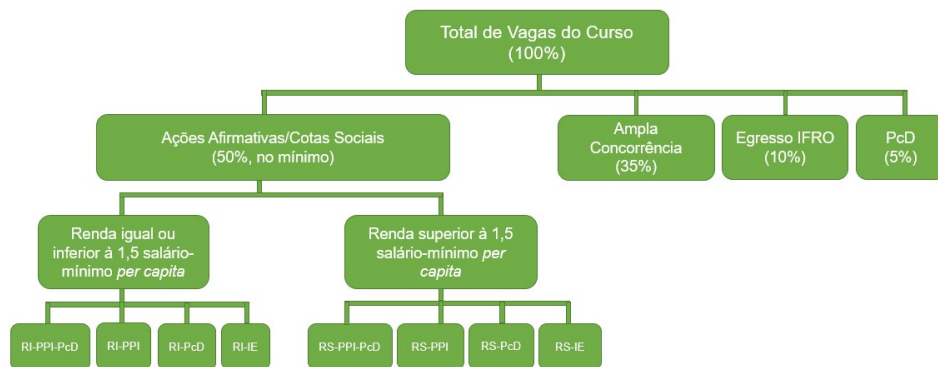 Total de Vagas do Curso
(100%)
Ações Afirmativas/Cotas Sociais
(50%, no mínimo)
Ampla
Concorrência
(35%)
Egresso IFRO
(10%)
PcD
(5%)
Renda igual ou
inferior à 1,5 salário-
mínimo per capita
Renda superior à 1,5
salário-mínimo per
capita
RI-PPI-PcD
RI-PPI
RI-PcD
RI-IE
RS-PPI-PcD
RS-PPI
RS-PcD
RS-IE